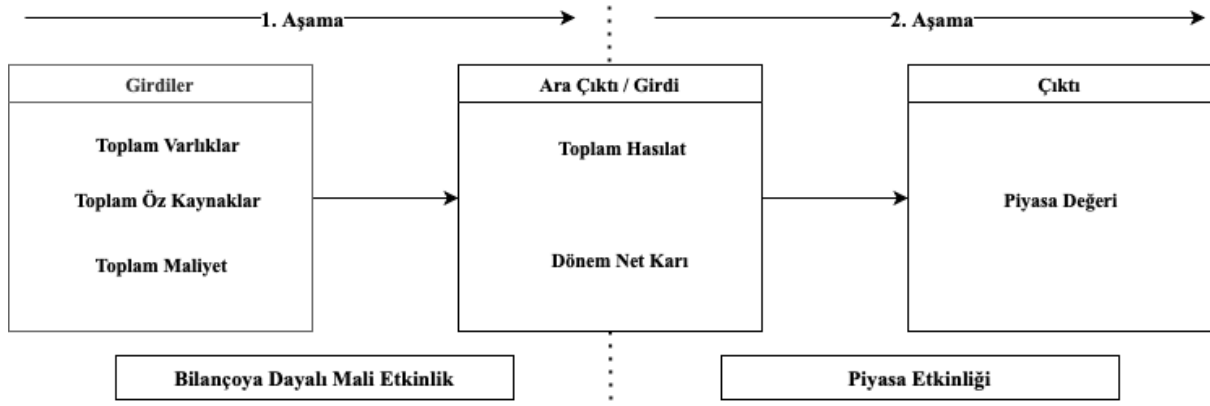 1. Aşama
2. Aşama
Girdiler
Toplam Varlıklar
Toplam Öz Kaynaklar
Toplam Maliyet
Ara Çıktı / Girdi
Toplam Hasılat
Dönem Net Karı
Çıktı
Piyasa Değeri
Bilançoya Dayalı Mali Etkinlik
Piyasa Etkinliği